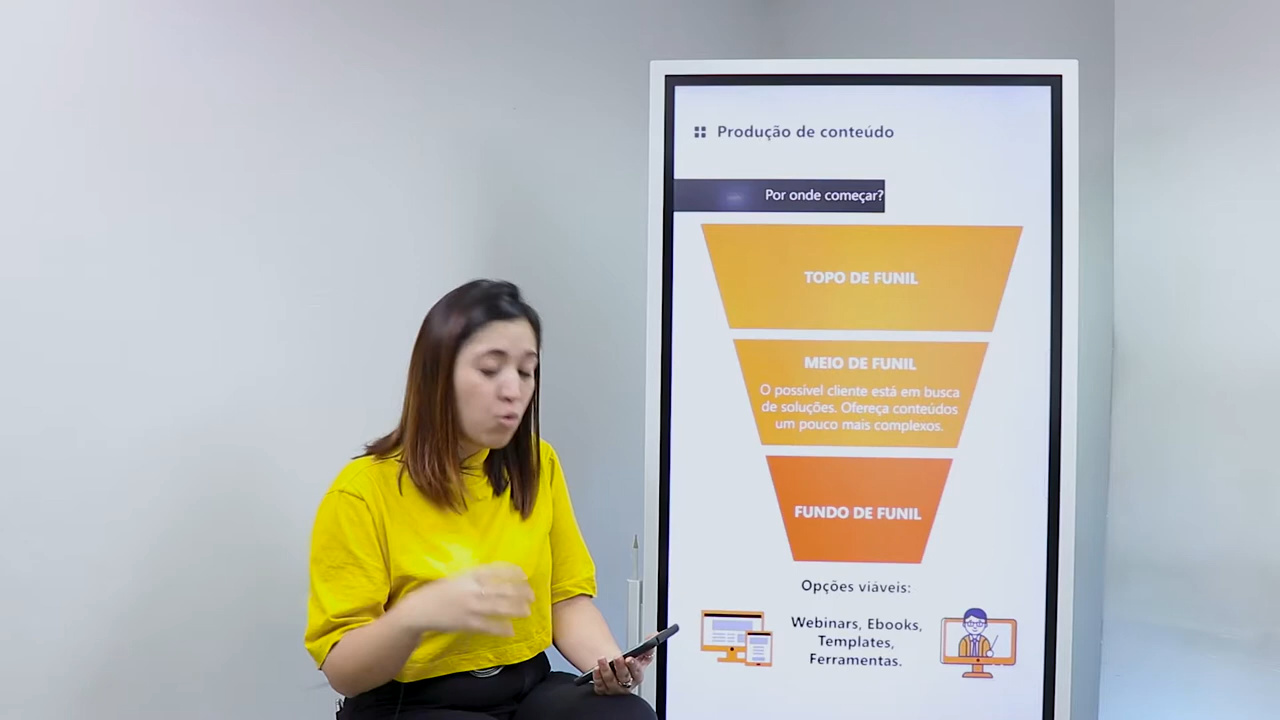 Produção de conteúdo
Por onde começar?
TOPO DE FUNIL
MEIO DE FUNIL
O possível cliente está em busca
de soluções. Ofereça conteúdos
um pouco mais complexos.
FUNDO DE FUNIL
Opções viáveis:
Webinars, Ebooks,
Templates,
Ferramentas.